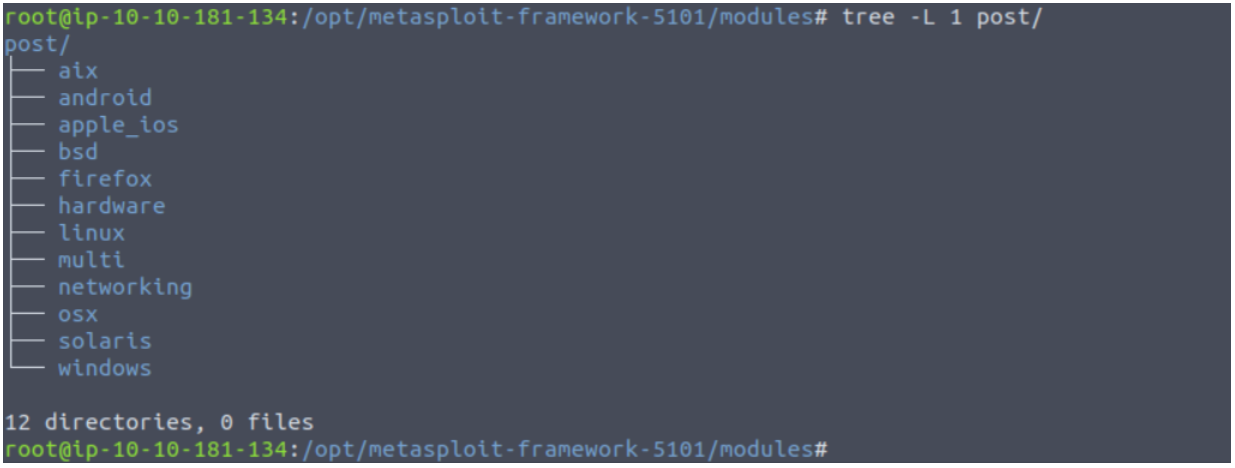 root@ip-10-10-181-134:/opt/metasploit-framework-5101/modules# tree -L 1 post/
post/
├── aix
├── android
├── apple_ios
├── bsd
├── firefox
├── hardware
├── linux
├── multi
├── networking
├── osx
├── solaris
└── windows

12 directories, 0 files
root@ip-10-10-181-134:/opt/metasploit-framework-5101/modules#